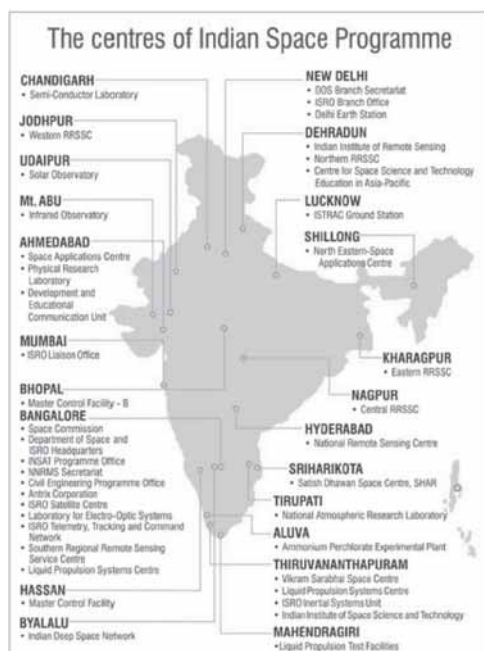 The centres of Indian Space Programme
CHANDIGARH
• Semi-Conductor Laboratory
JODHPUR
• Western RRSSC
UDAIPUR
• Solar Observatory
Mt. ABU
• Infrared Observatory
AHMEDABAD
• Space Applications Centre
• Physical Research
Laboratory
• Development and
Educational
Communication Unit
MUMBAI
• ISRO Liaison Office
BHOPAL
• Master Control Facility - B
BANGALORE
• Space Commission
• Department of Space and
ISRO Headquarters
• INSAT Programme Office
• NNRMS Secretariat
• Civil Engineering Programme Office
• Antrix Corporation
• ISRO Satellite Centre
• Laboratory for Electro-Optic Systems
• ISRO Telemetry, Tracking and Command
Network
• Southern Regional Remote Sensing
Service Centre
• Liquid Propulsion Systems Centre
HASSAN
• Master Control Facility
BYALALU
• Indian Deep Space Network
NEW DELHI
• DOS Branch Secretariat
• ISRO Branch Office
• Delhi Earth Station
DEHRADUN
• Indian Institute of Remote Sensing
• Northern RRSSC
• Centre for Space Science and Technology
Education in Asia-Pacific
LUCKNOW
• ISTRAC Ground Station
SHILLONG
• North Eastern-Space
Applications Centre
KHARAGPUR
• Eastern RRSSC
NAGPUR
• Central RRSSC
HYDERABAD
• National Remote Sensing Centre
SRIHARIKOTA
• Satish Dhawan Space Centre, SHAR
TIRUPATI
• National Atmospheric Research Laboratory
ALUVA
• Ammonium Perchlorate Experimental Plant
THIRUVANANTHAPURAM
• Vikram Sarabhai Space Centre
• Liquid Propulsion Systems Centre
• ISRO Inertial Systems Unit
• Indian Institute of Space Science and Technology
MAHENDRAGIRI
•Liquid Propulsion Test Facilities